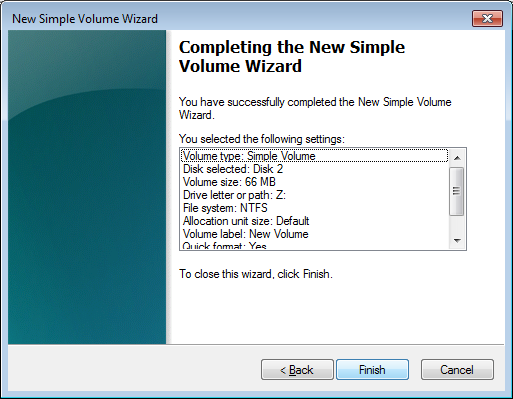 New Simple Volume Wizard
Completing the New Simple
Volume Wizard
You have successfully completed the New Simple Volume
Wizard.
You selected the following settings:
Volume type: Simple Volume
Disk selected: Disk 2
Volume size: 66 MB
Drive letter or path: Z:
File system: NTFS
Allocation unit size: Default
Volume label: New Volume
Quick format: Yes
To close this wizard, click Finish.
< Back
Finish
Cancel